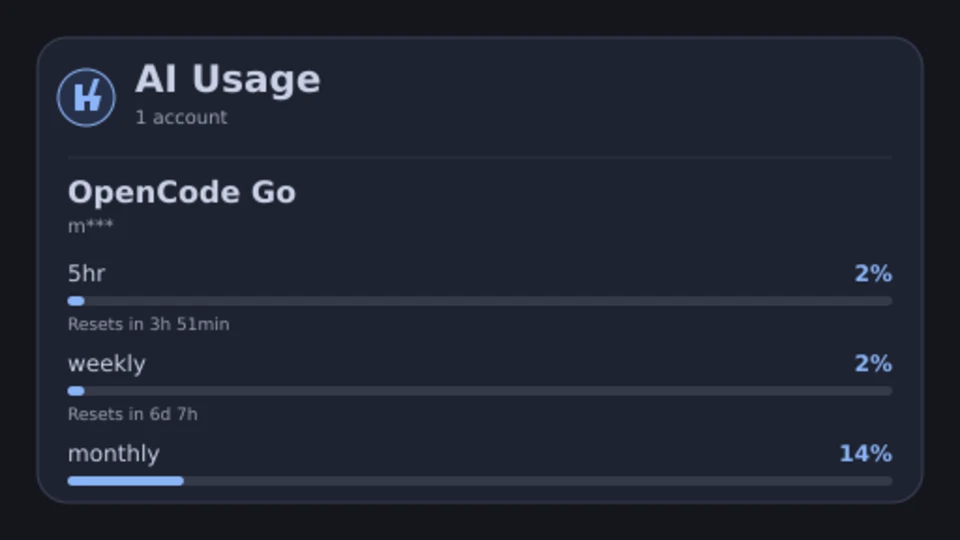 AI Usage
1 account
OpenCode Go
m***
5hr 2%
Resets in 3h 51min
weekly 2%
Resets in 6d 7h
monthly 14%